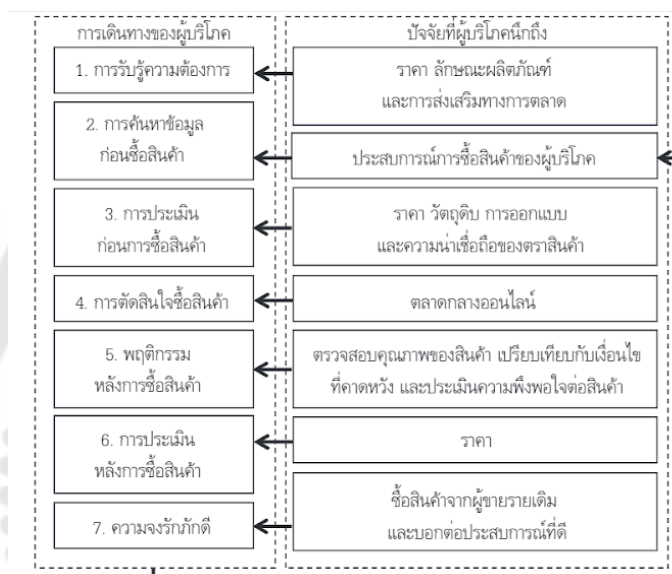 การเดินทางของผู้บริโภค
ปัจจัยที่ผู้บริโภคนึกถึง
1. การรับรู้ความต้องการ
ราคา ลักษณะผลิตภัณฑ์
และการส่งเสริมทางการตลาด
2. การค้นหาข้อมูล
ก่อนซื้อสินค้า
ประสบการณ์การซื้อสินค้าของผู้บริโภค
3. การประเมิน
ก่อนการซื้อสินค้า
ราคา วัตถุดิบ การออกแบบ
และความน่าเชื่อถือของตราสินค้า
4. การตัดสินใจซื้อสินค้า
ตลาดกลางออนไลน์
5. พฤติกรรม
หลังการซื้อสินค้า
ตรวจสอบคุณภาพของสินค้า เปรียบเทียบกับเงื่อนไข
ที่คาดหวัง และประเมินความพึงพอใจต่อสินค้า
6. การประเมิน
หลังการซื้อสินค้า
ราคา
7. ความจงรักภักดี
ซื้อสินค้าจากผู้ขายรายเดิม
และบอกต่อประสบการณ์ที่ดี